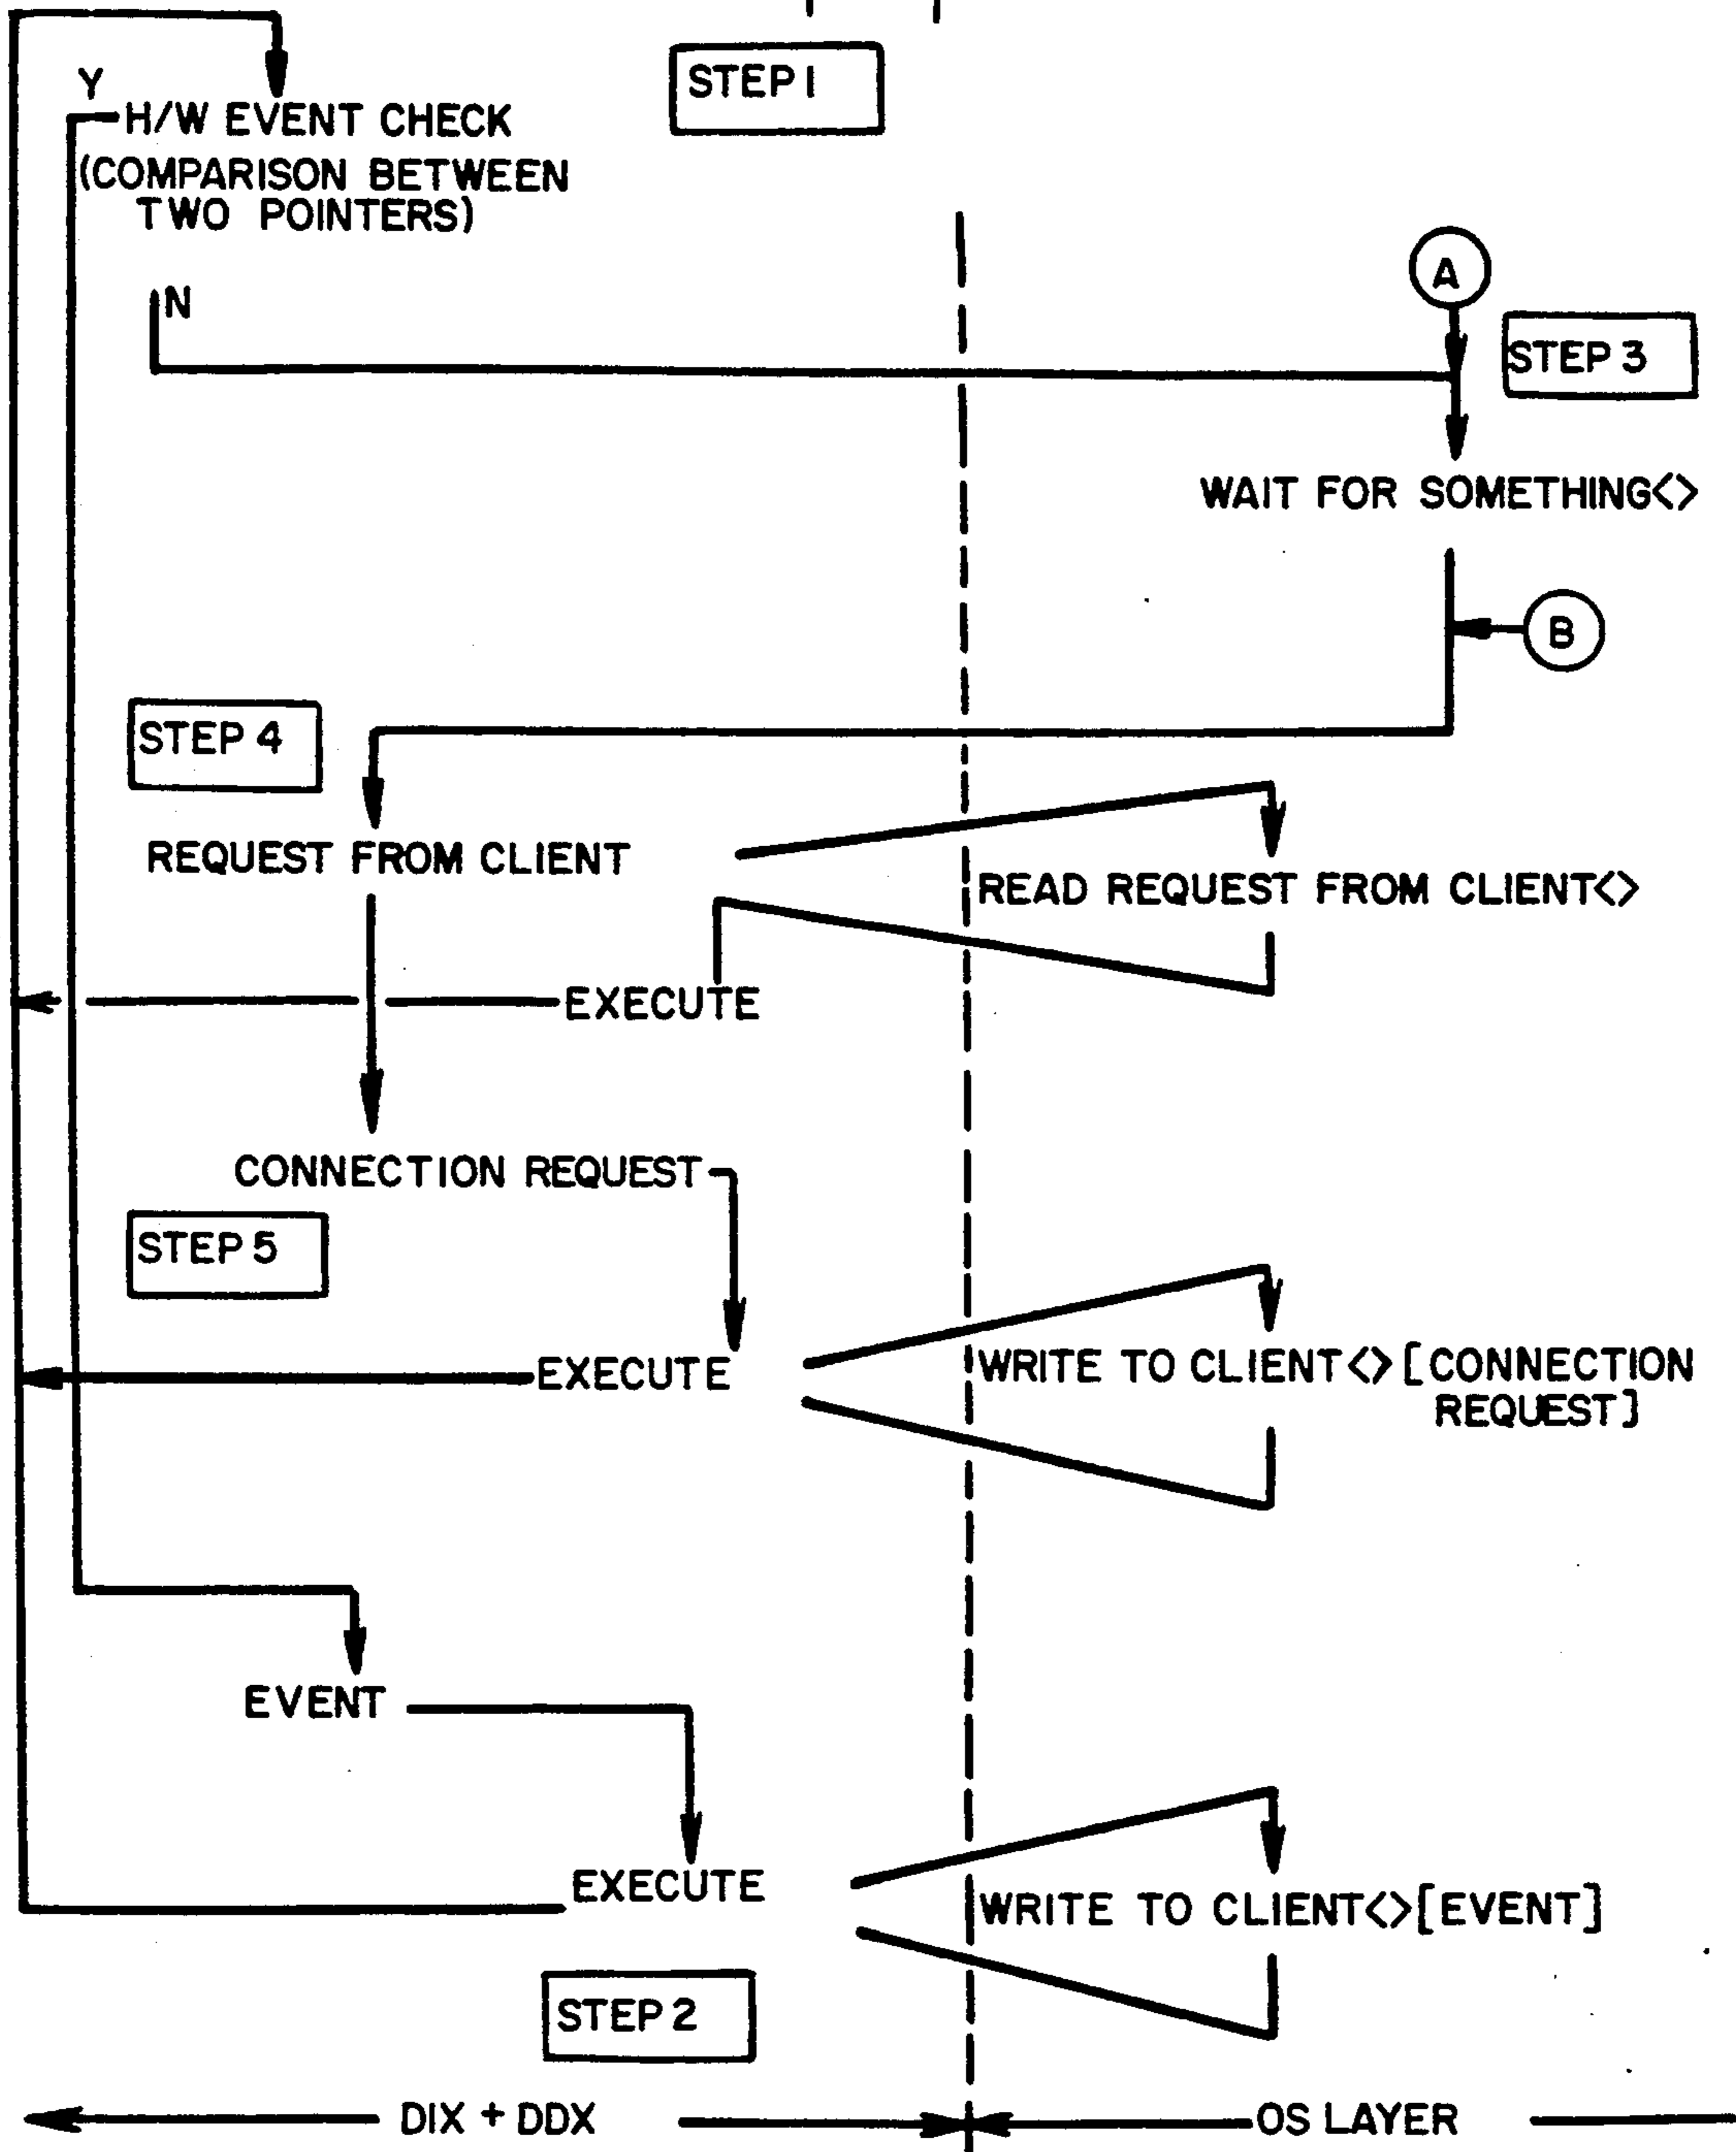 STEP 1
Y
H/W EVENT CHECK
(COMPARISON BETWEEN
TWO POINTERS)
N
A
STEP 3
WAIT FOR SOMETHING<>
B
STEP 4
REQUEST FROM CLIENT
READ REQUEST FROM CLIENT<>
EXECUTE
CONNECTION REQUEST
STEP 5
EXECUTE
WRITE TO CLIENT<>[CONNECTION
REQUEST]
EVENT
EXECUTE
WRITE TO CLIENT<>[EVENT]
STEP 2
DIX + DDX
OS LAYER